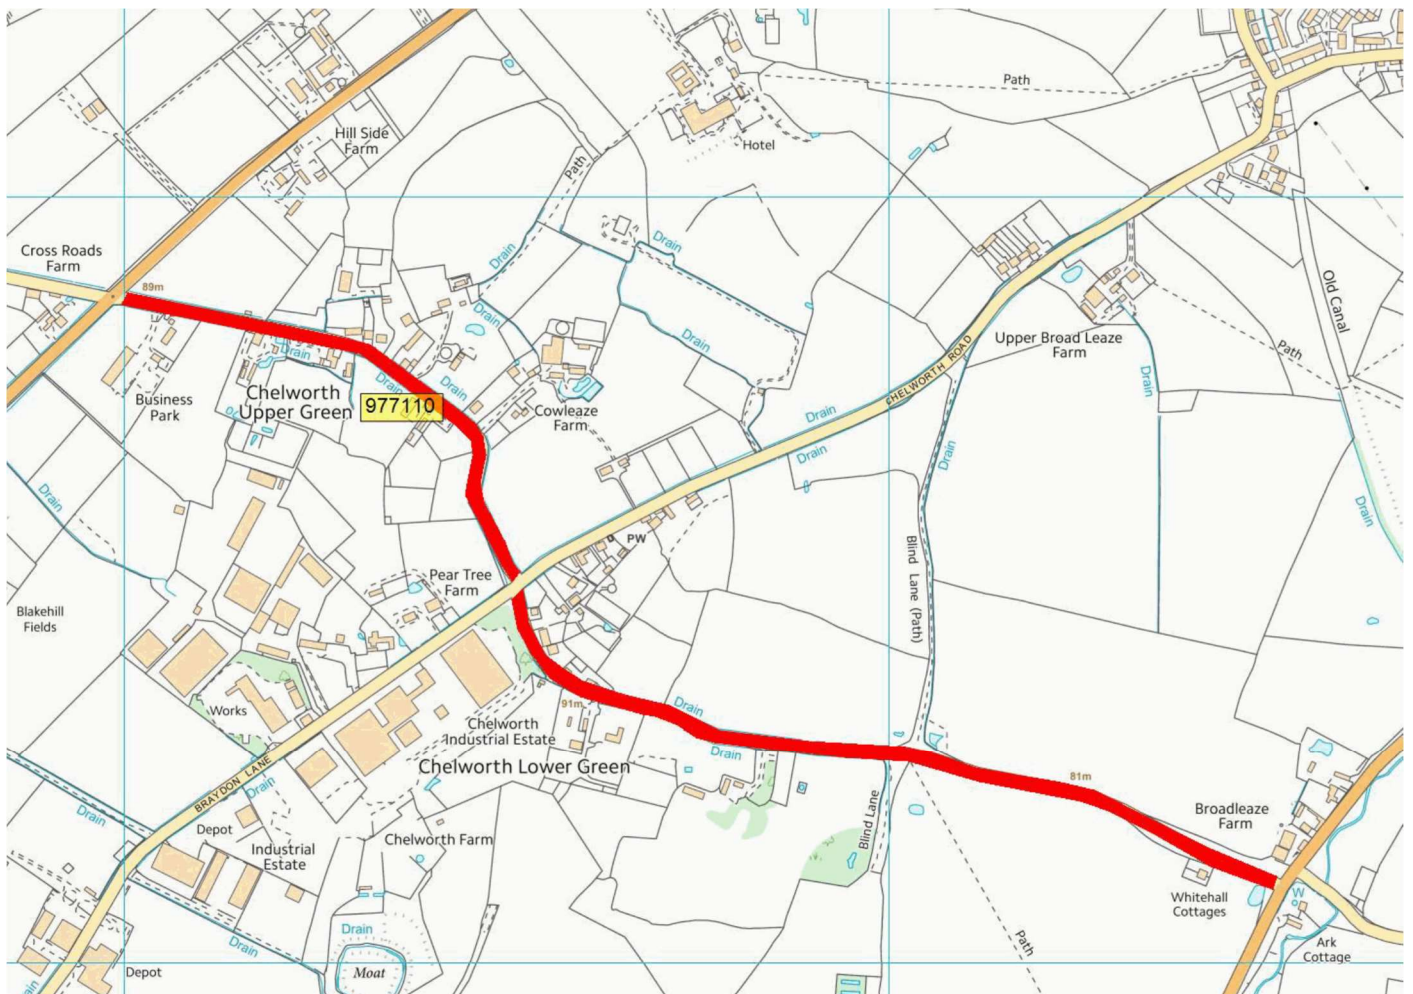 Path
Hill Side
Farm
Hotel
Path
Cross Roads
Farm
Drain
Drain
89m
Old Canal
Drain
CHELWORTH ROAD
Upper Broad Leaze
Farm
Path
Drain
Drain
Drain
Drain
Drain
Chelworth
Upper Green
977110
Business
Park
Cowleaze
Farm
Drain
Drain
Drain
Drain
Drain
Drain
PW
Blind Lane (Path)
Pear Tree
Farm
Blakehill
Fields
Works
91m
Drain
Chelworth
Industrial Estate
Drain
Chelworth Lower Green
81m
BRAYDON LANE
Drain
Drain
Depot
Industrial
Estate
Chelworth Farm
Blind Lane
Broadleaze
Farm
Whitehall
Cottages
W
Drain
Drain
Path
Ark
Cottage
Depot
Moat